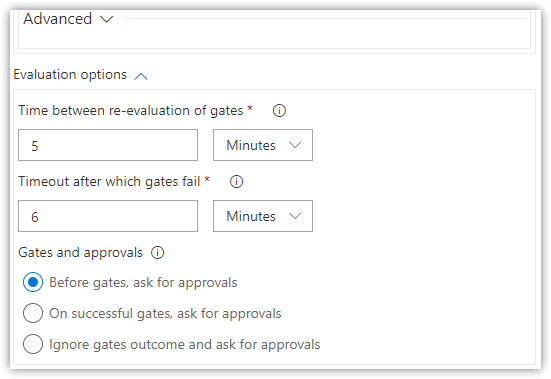 Advanced
Evaluation options
Time between re-evaluation of gates *
5 Minutes
Timeout after which gates fail *
6 Minutes
Gates and approvals
Before gates, ask for approvals
On successful gates, ask for approvals
Ignore gates outcome and ask for approvals